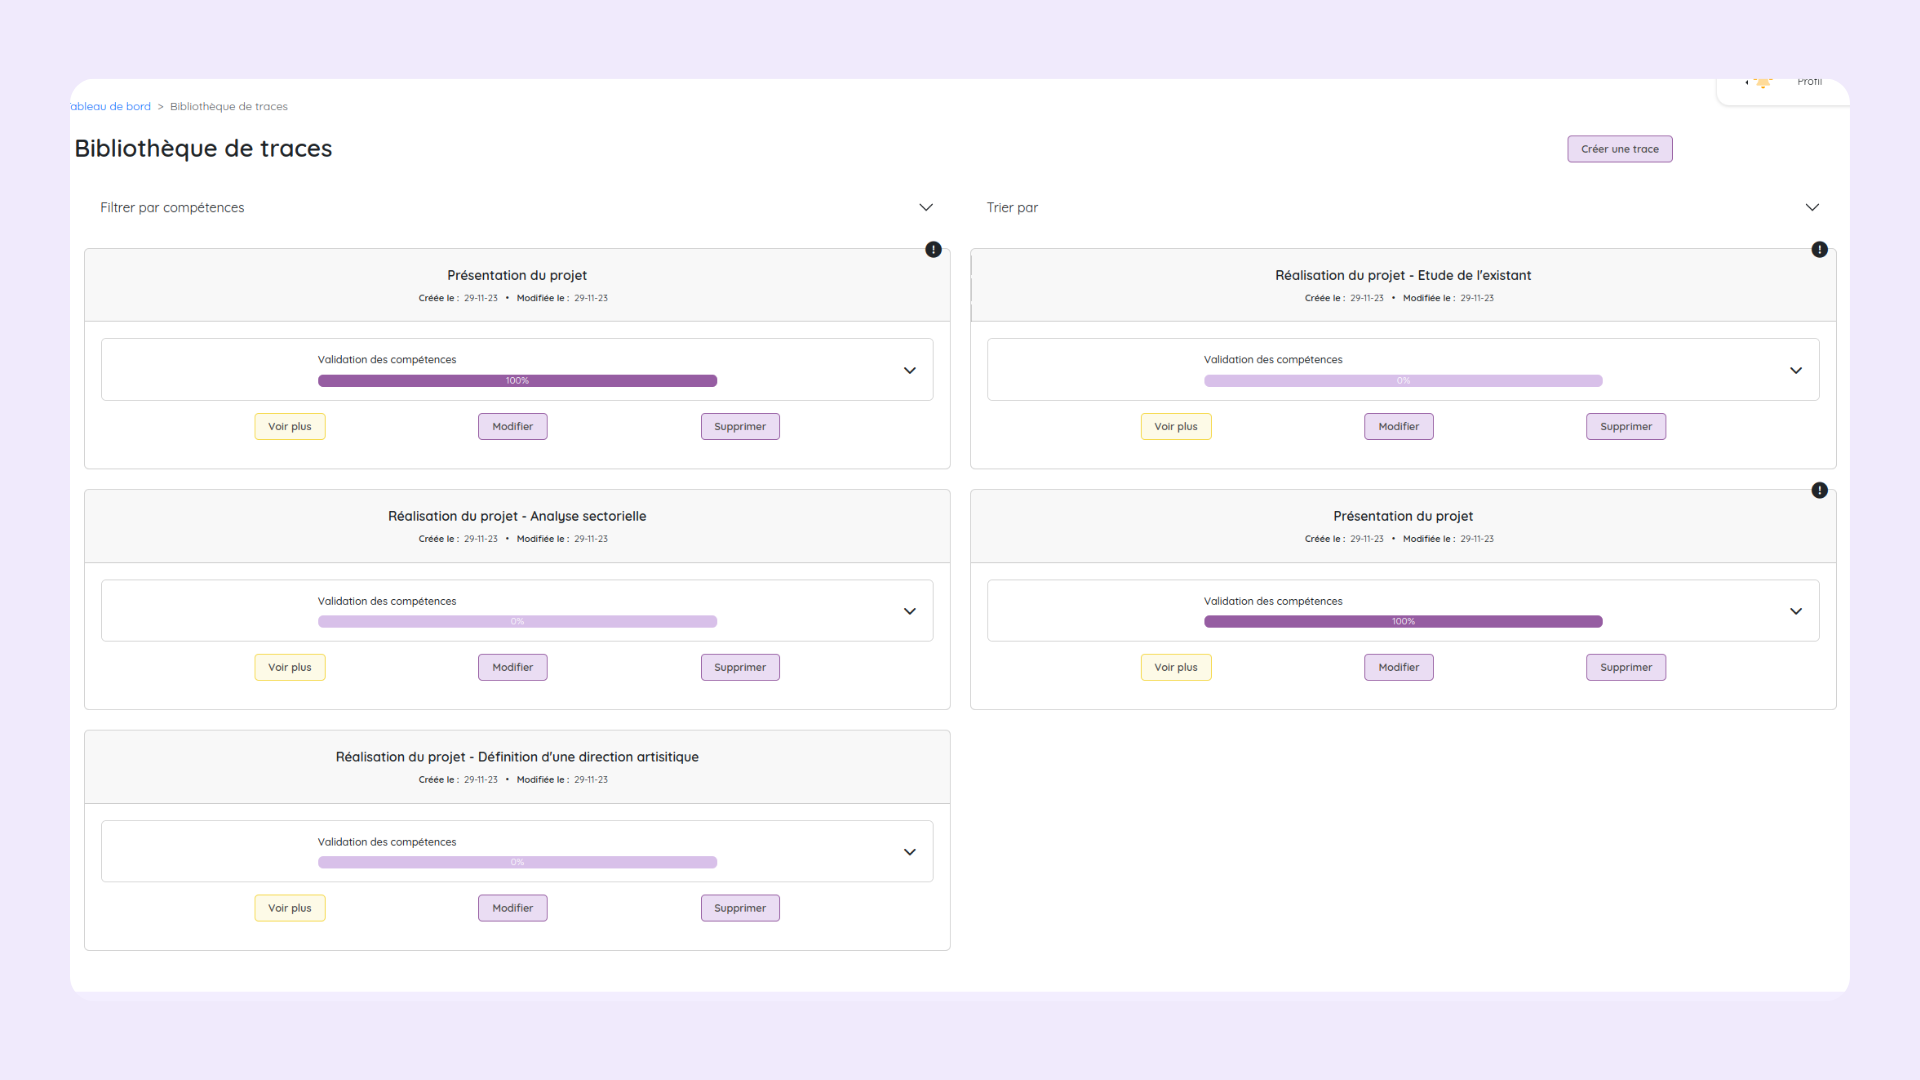 Profil
ableau de bord > Bibliothèque de traces
Bibliothèque de traces
Créer une trace
Filtrer par compétences
Trier par
Présentation du projet
Créée le : 29-11-23 • Modifiée le : 29-11-23
Validation des compétences
100%
Voir plus
Modifier
Supprimer
Réalisation du projet - Etude de l'existant
Créée le : 29-11-23 • Modifiée le : 29-11-23
Validation des compétences
0%
Voir plus
Modifier
Supprimer
Réalisation du projet - Analyse sectorielle
Créée le : 29-11-23 • Modifiée le : 29-11-23
Validation des compétences
0%
Voir plus
Modifier
Supprimer
Présentation du projet
Créée le : 29-11-23 • Modifiée le : 29-11-23
Validation des compétences
100%
Voir plus
Modifier
Supprimer
Réalisation du projet - Définition d'une direction artisitique
Créée le : 29-11-23 • Modifiée le : 29-11-23
Validation des compétences
0%
Voir plus
Modifier
Supprimer